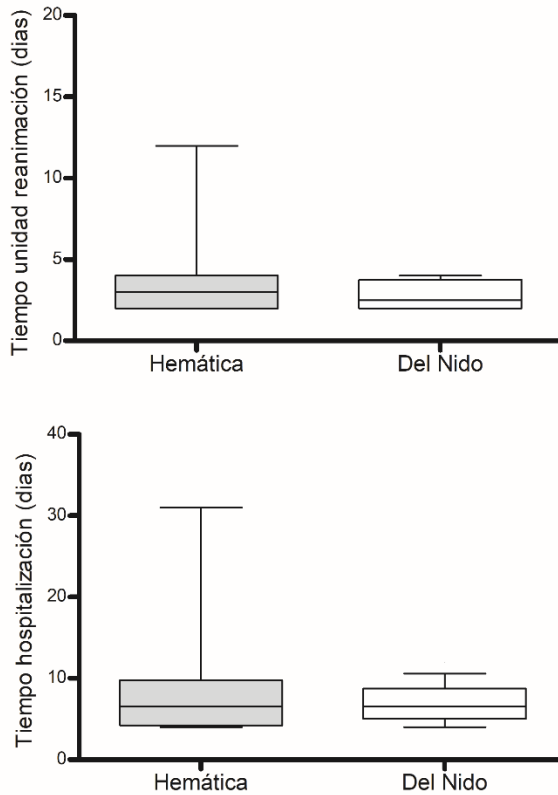 Tiempo unidad reanimación (dias)
20
15
10
5
0
Hemática
Del Nido
Tiempo hospitalización (dias)
40
30
20
10
0
Hemática
Del Nido